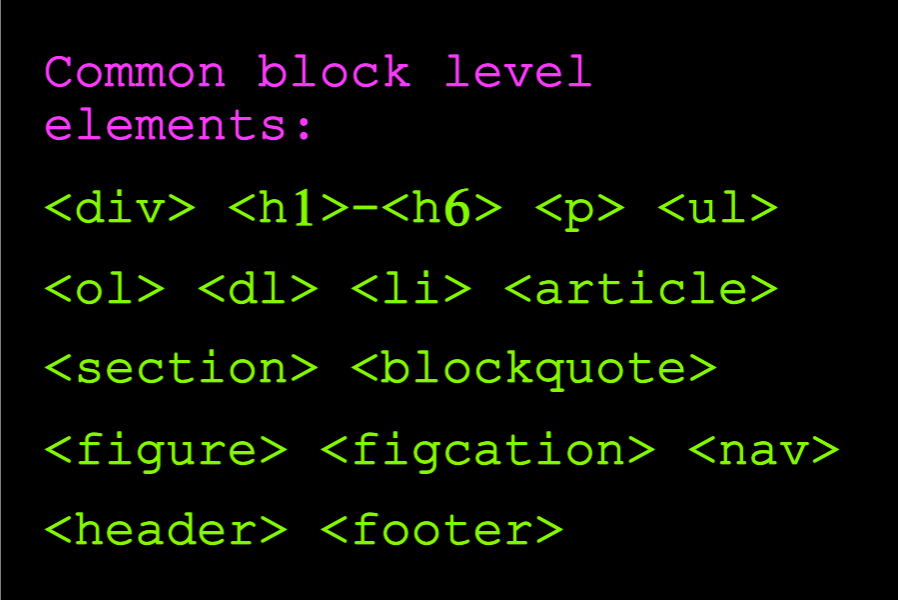 Common block level
elements:
<div> <h1>-<h6> <p> <ul>
<ol> <dl> <li> <article>
<section> <blockquote>
<figure> <figcation> <nav>
<header> <footer>